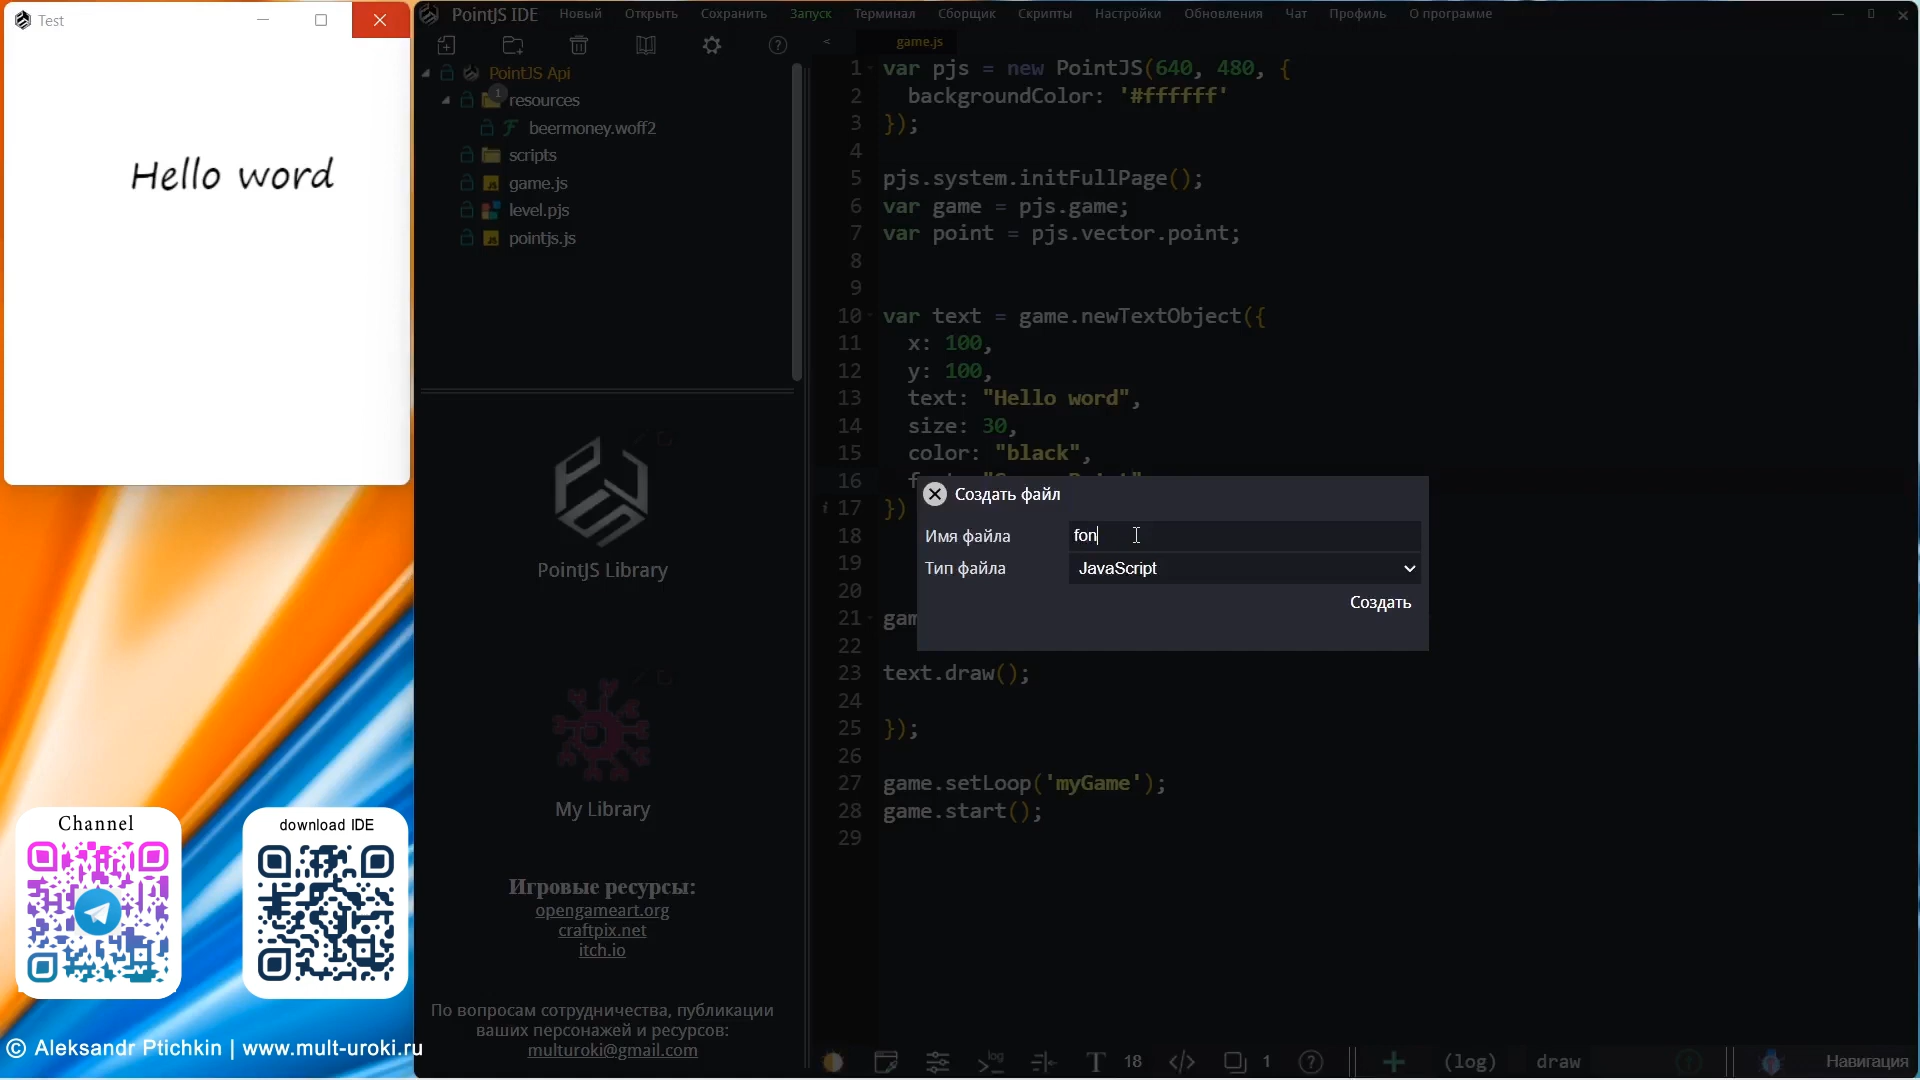 Test
Hello word
Channel
download IDE
© Aleksandr Ptichkin | www.mult-uroki.ru
PointJS IDE
Новый
Открыть
Сохранить
Запуск
Терминал
Сборщик
Скрипты
Настройки
Обновления
Чат
Профиль
О программе
PointJS Api
1
resources
beermoney.woff2
scripts
game.js
level.pjs
pointjs.js
PointJS Library
My Library
Игровые ресурсы:
opengameart.org
craftpix.net
itch.io
По вопросам сотрудничества, публикации
ваших персонажей и ресурсов:
multuroki@gmail.com
<
game.js
1 var pjs = new PointJS(640, 480, {
2 backgroundColor: '#ffffff'
3 });
4
5 pjs.system.initFullPage();
6 var game = pjs.game;
7 var point = pjs.vector.point;
8
9
10 var text = game.newTextObject({
11 x: 100,
12 y: 100,
13 text: "Hello word",
14 size: 30,
15 color: "black",
16
17 })
18
19
20
21 gam
22
23 text.draw();
24
25 });
26
27 game.setLoop('myGame');
28 game.start();
29
Создать файл
Имя файла fon
Тип файла JavaScript
Создать
log
T 18 </> 1 ? + (log) draw Навигация